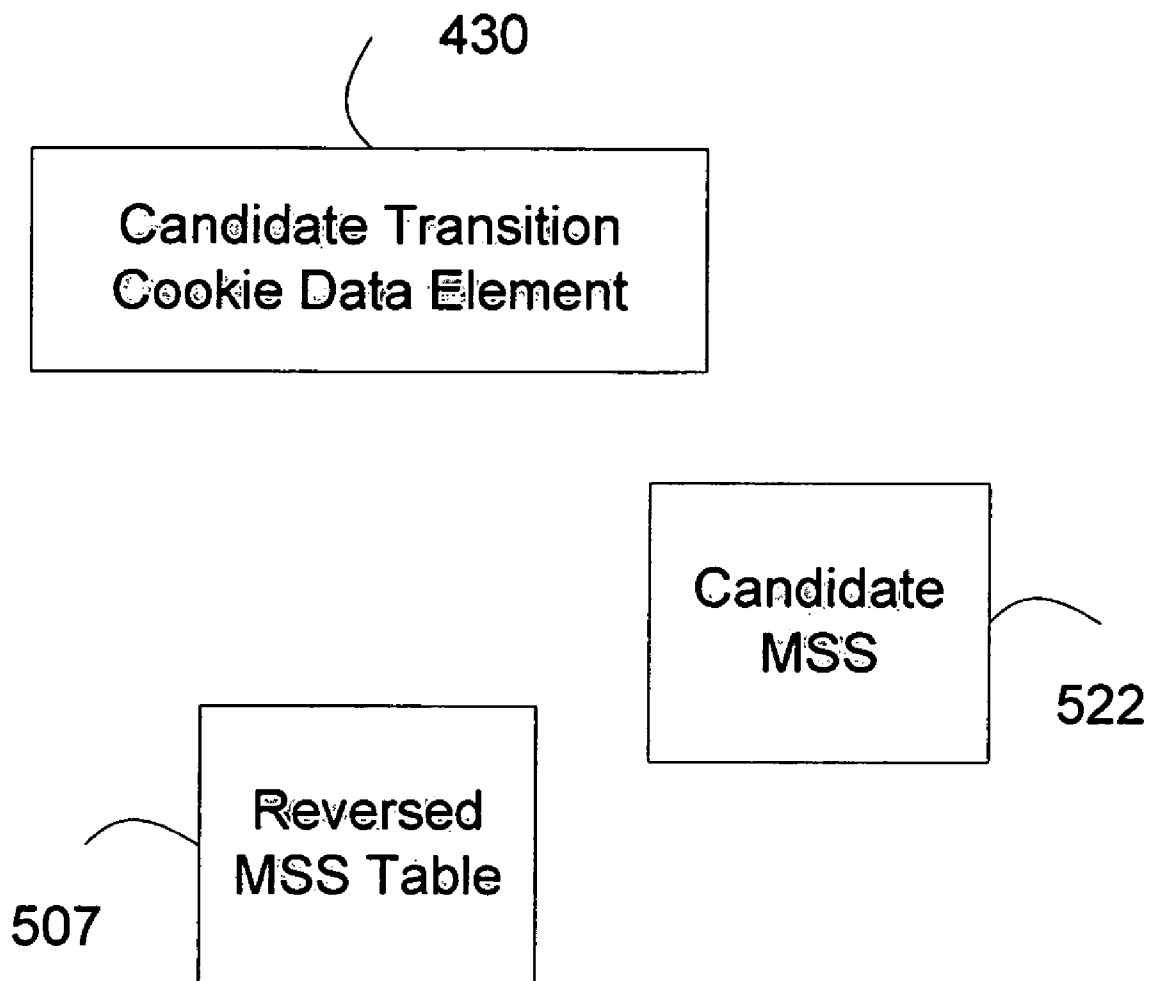 430
Candidate Transition
Cookie Data Element
Candidate
MSS
522
Reversed
MSS Table
507